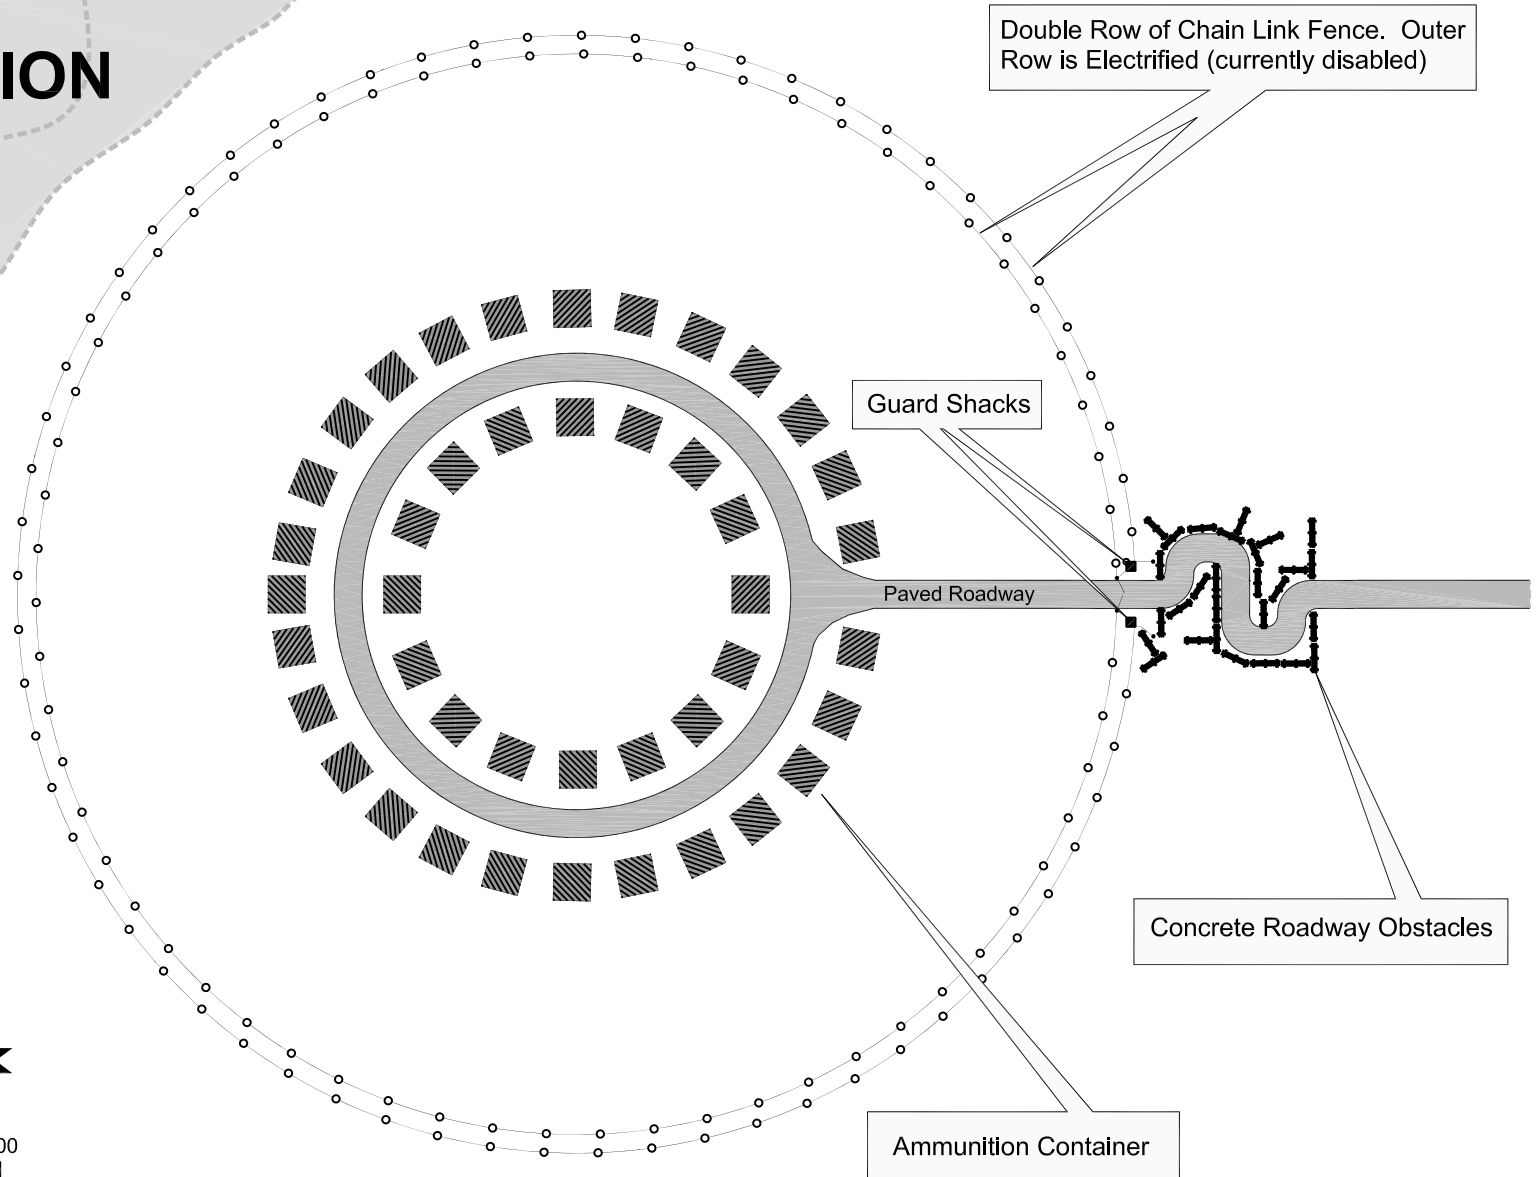 ION
Double Row of Chain Link Fence. Outer
Row is Electrified (currently disabled)
Guard Shacks
Paved Roadway
Concrete Roadway Obstacles
Ammunition Container
00